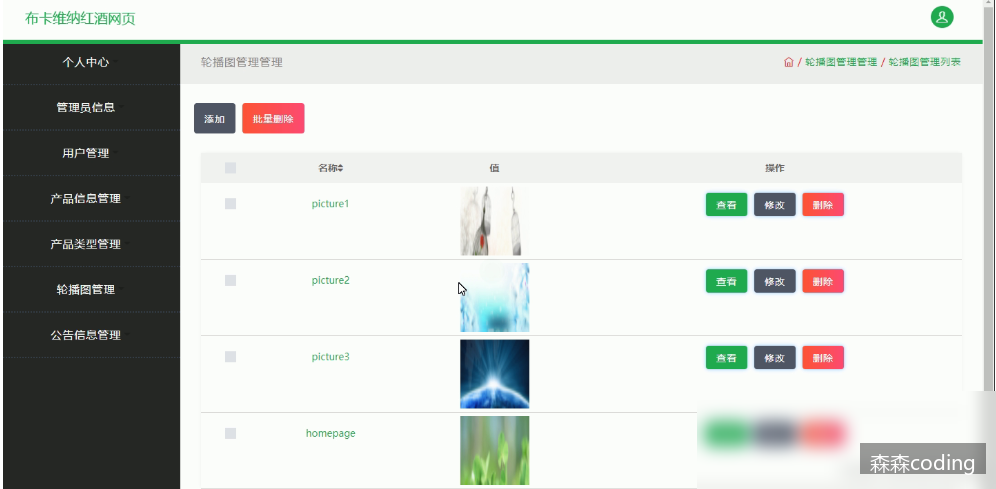 布卡维纳红酒网页
个人中心
管理员信息
用户管理
产品信息管理
产品类型管理
轮播图管理
公告信息管理
轮播图管理管理
/ 轮播图管理管理 / 轮播图管理列表
添加 批量删除
名称 值 操作
picture1 查看 修改 删除
picture2 查看 修改 删除
picture3 查看 修改 删除
homepage
森森coding